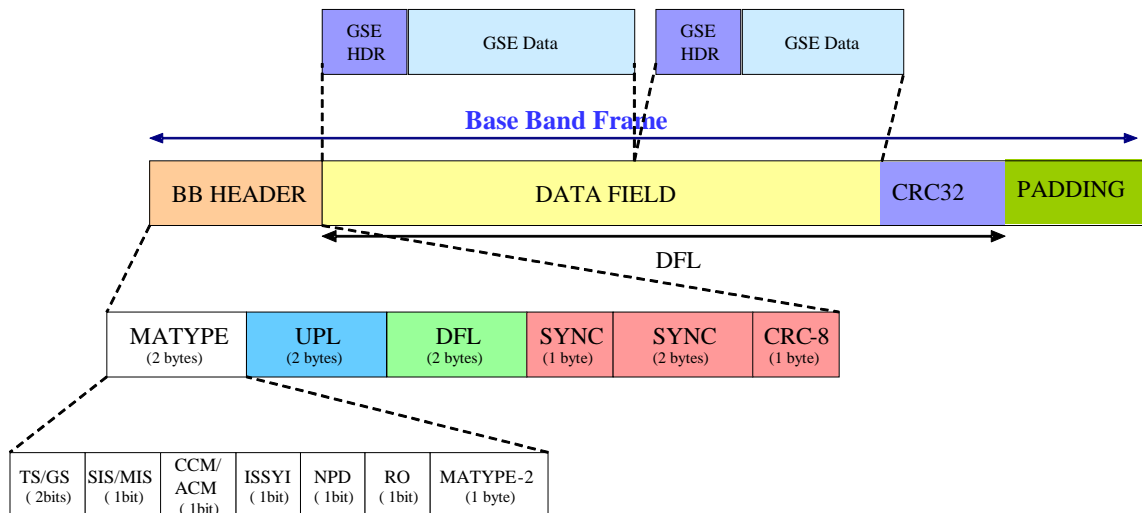 GSE HDR
GSE Data
GSE HDR
GSE Data
Base Band Frame
BB HEADER
DATA FIELD
CRC32
PADDING
DFL
MATYPE
(2 bytes)
UPL
(2 bytes)
DFL
(2 bytes)
SYNC
(1 byte)
SYNC
(2 bytes)
CRC-8
(1 byte)
TS/GS
( 2bits)
SIS/MIS
( 1bit)
CCM/
ACM
( 1bit)
ISSYI
( 1bit)
NPD
( 1bit)
RO
( 1bit)
MATYPE-2
(1 byte)